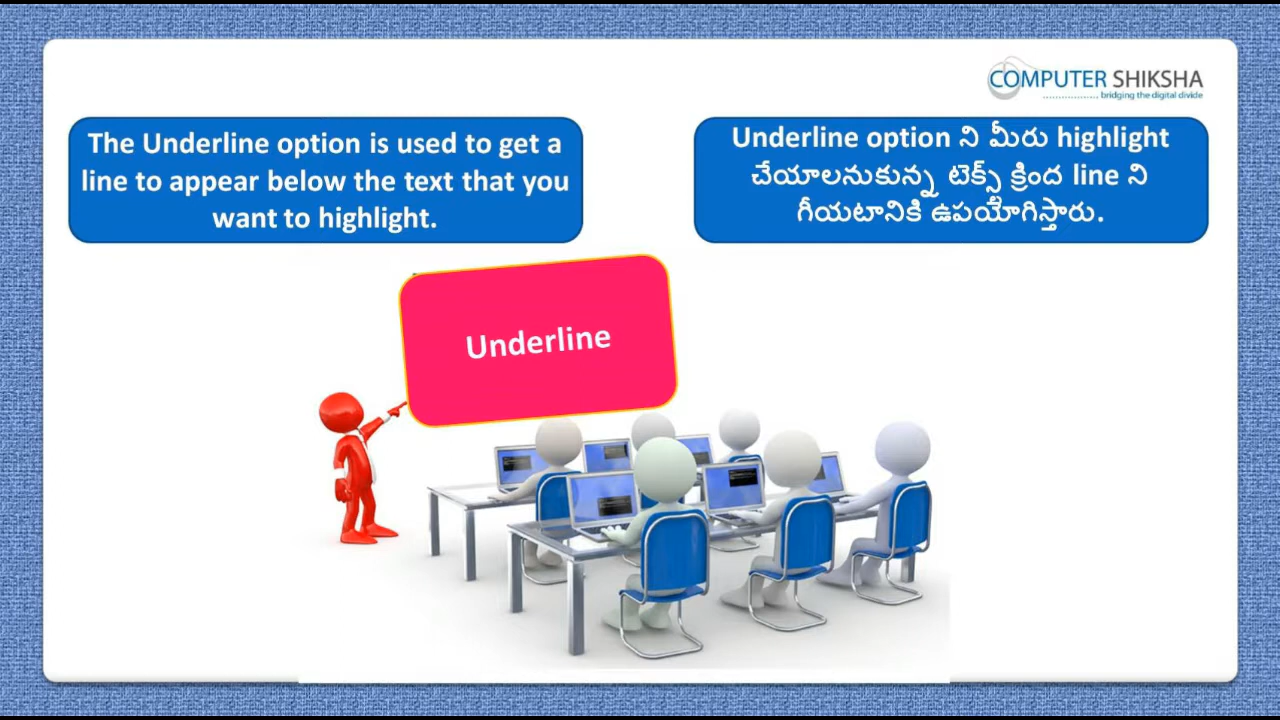 COMPUTER SHIKSHA
bridging the digital divide
The Underline option is used to get a
line to appear below the text that you
want to highlight.
Underline option ని మీరు highlight
చేయాలనుకున్న టెక్స్ట్ క్రింద line ని
గీయటానికి ఉపయోగిస్తారు.
Underline